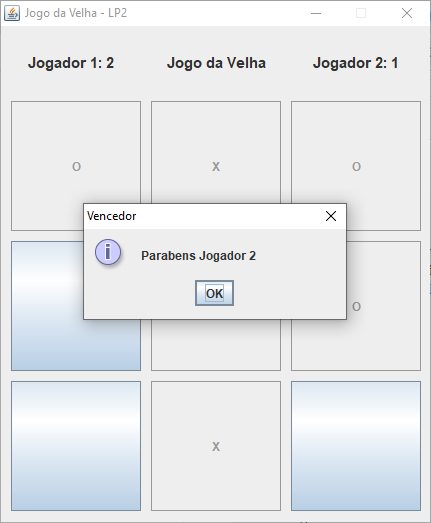 Jogo da Velha - LP2
Jogador 1: 2 Jogo da Velha Jogador 2: 1
O X O
Vencedor
Parabens Jogador 2
OK
O
X